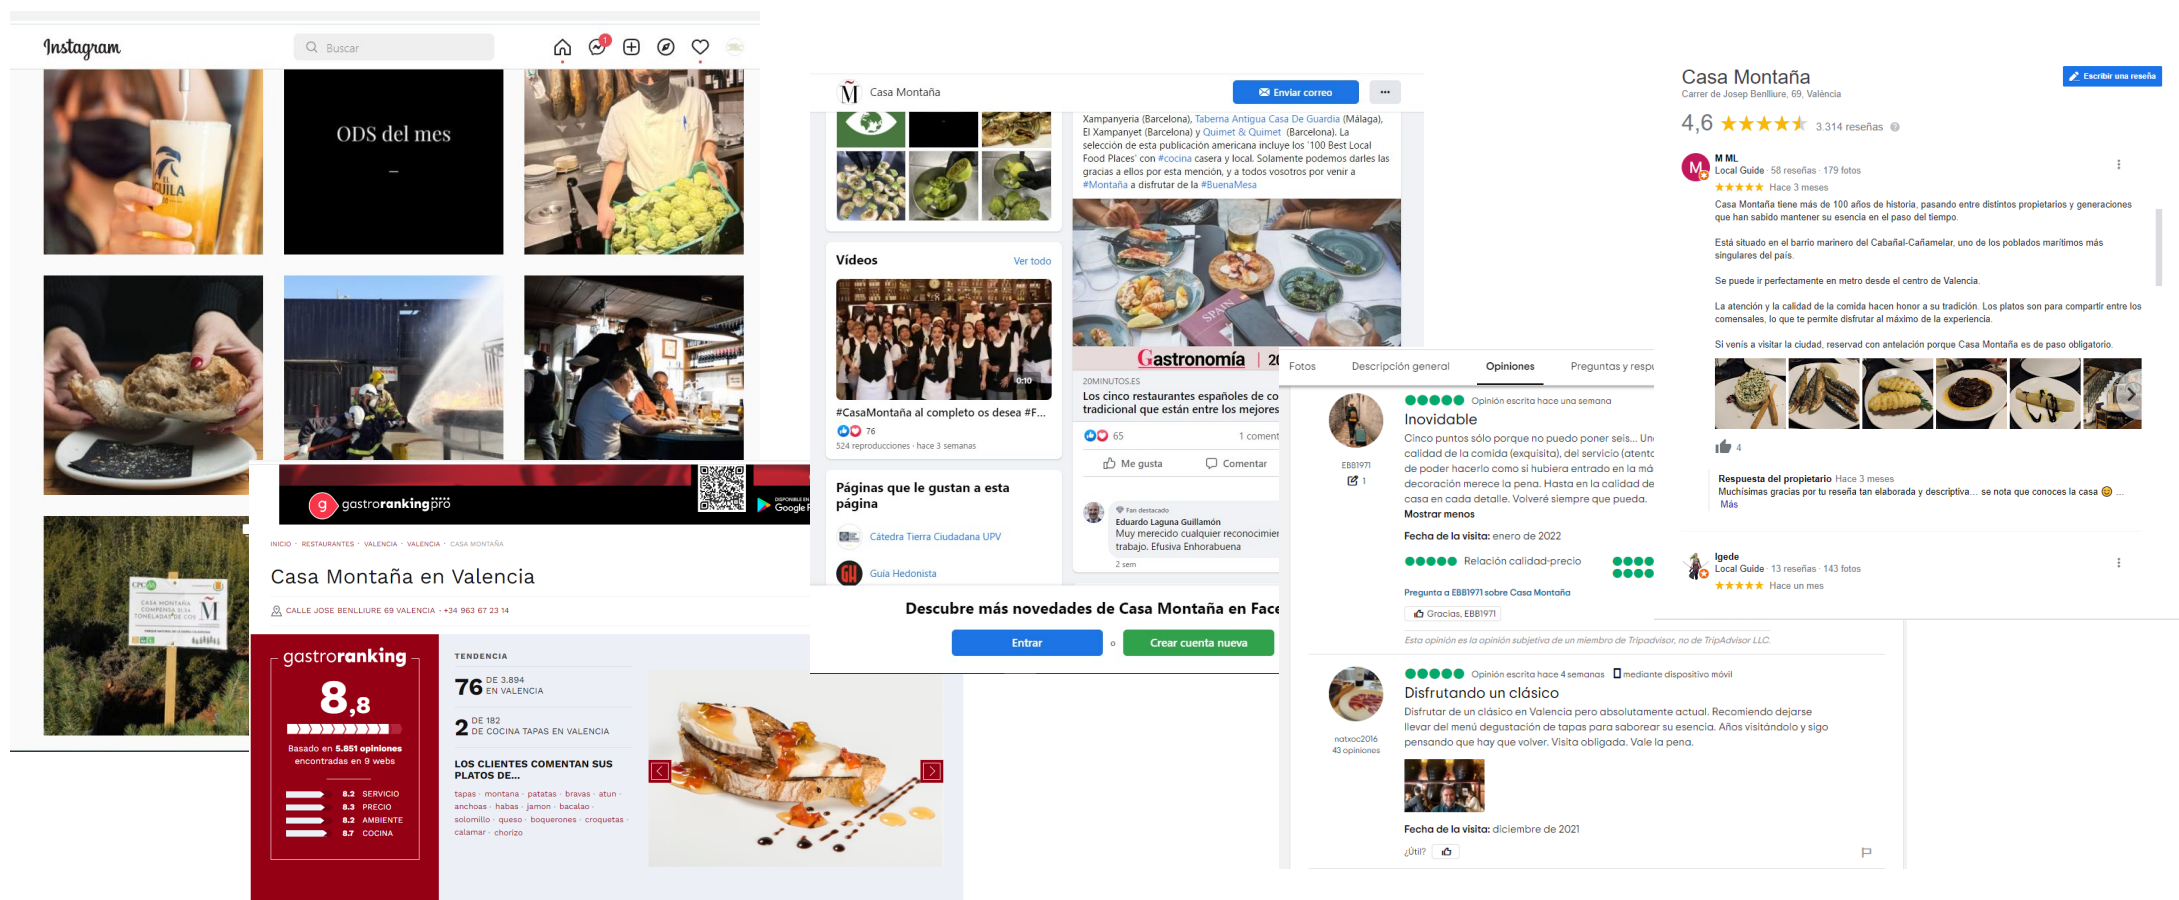 Instagram
Buscar
1
EL
AGUILA
ODS del mes
CASA MONTAÑA
COMPENSA 21,34
TONELADAS DE CO2
M̃
gastrorankingpro
DISPONIBLE EN
Google P
INICIO · RESTAURANTES · VALENCIA · VALENCIA · CASA MONTAÑA
Casa Montaña en Valencia
CALLE JOSE BENLLIURE 69 VALENCIA · +34 963 67 23 14
gastroranking
8,8
Basado en 5.851 opiniones
encontradas en 9 webs
8.2 SERVICIO
8.3 PRECIO
8.2 AMBIENTE
8.7 COCINA
TENDENCIA
76 DE 3.894
EN VALENCIA
2 DE 182
DE COCINA TAPAS EN VALENCIA
LOS CLIENTES COMENTAN SUS
PLATOS DE...
tapas · montana · patatas · bravas · atun ·
anchoas · habas · jamon · bacalao ·
solomillo · queso · boquerones · croquetas ·
calamar · chorizo
M̃ Casa Montaña
Enviar correo
Vídeos
Ver todo
0:10
#CasaMontaña al completo os desea #F...
76
524 reproducciones · hace 3 semanas
Páginas que le gustan a esta
página
Cátedra Tierra Ciudadana UPV
GH Guía Hedonista
Xampanyeria (Barcelona), Taberna Antigua Casa De Guardia (Málaga),
El Xampanyet (Barcelona) y Quimet & Quimet (Barcelona). La
selección de esta publicación americana incluye los '100 Best Local
Food Places' con #cocina casera y local. Solamente podemos darles las
gracias a ellos por esta mención, y a todos vosotros por venir a
#Montaña a disfrutar de la #BuenaMesa
SPAIN
Gastronomía | 20
20MINUTOS.ES
Los cinco restaurantes españoles de co
tradicional que están entre los mejores
65
1 coment
Me gusta
Comentar
Fan destacado
Eduardo Laguna Guillamón
Muy merecido cualquier reconocimien
trabajo. Efusiva Enhorabuena
2 sem
Descubre más novedades de Casa Montaña en Face
Entrar
o
Crear cuenta nueva
Fotos
Descripción general
Opiniones
Preguntas y respu
EBB1971
1
Opinión escrita hace una semana
Inovidable
Cinco puntos sólo porque no puedo poner seis... Un
calidad de la comida (exquisita), del servicio (atento
de poder hacerlo como si hubiera entrado en la má
decoración merece la pena. Hasta en la calidad de
casa en cada detalle. Volveré siempre que pueda.
Mostrar menos
Fecha de la visita: enero de 2022
Relación calidad-precio
Pregunta a EBB1971 sobre Casa Montaña
Gracias, EBB1971
Esta opinión es la opinión subjetiva de un miembro de Tripadvisor, no de TripAdvisor LLC.
natxoc2016
43 opiniones
Opinión escrita hace 4 semanas mediante dispositivo móvil
Disfrutando un clásico
Disfrutar de un clásico en Valencia pero absolutamente actual. Recomiendo dejarse
llevar del menú degustación de tapas para saborear su esencia. Años visitándolo y sigo
pensando que hay que volver. Visita obligada. Vale la pena.
Fecha de la visita: diciembre de 2021
¿Útil?
Casa Montaña
Carrer de Josep Benlliure, 69, València
Escribir una reseña
4,6
3.314 reseñas
M
M ML
Local Guide · 58 reseñas · 179 fotos
Hace 3 meses
Casa Montaña tiene más de 100 años de historia, pasando entre distintos propietarios y generaciones
que han sabido mantener su esencia en el paso del tiempo.
Está situado en el barrio marinero del Cabañal-Cañamelar, uno de los poblados marítimos más
singulares del país.
Se puede ir perfectamente en metro desde el centro de Valencia.
La atención y la calidad de la comida hacen honor a su tradición. Los platos son para compartir entre los
comensales, lo que te permite disfrutar al máximo de la experiencia.
Si venís a visitar la ciudad, reservad con antelación porque Casa Montaña es de paso obligatorio.
4
Respuesta del propietario Hace 3 meses
Muchísimas gracias por tu reseña tan elaborada y descriptiva... se nota que conoces la casa 😊 ...
Más
Igede
Local Guide · 13 reseñas · 143 fotos
Hace un mes